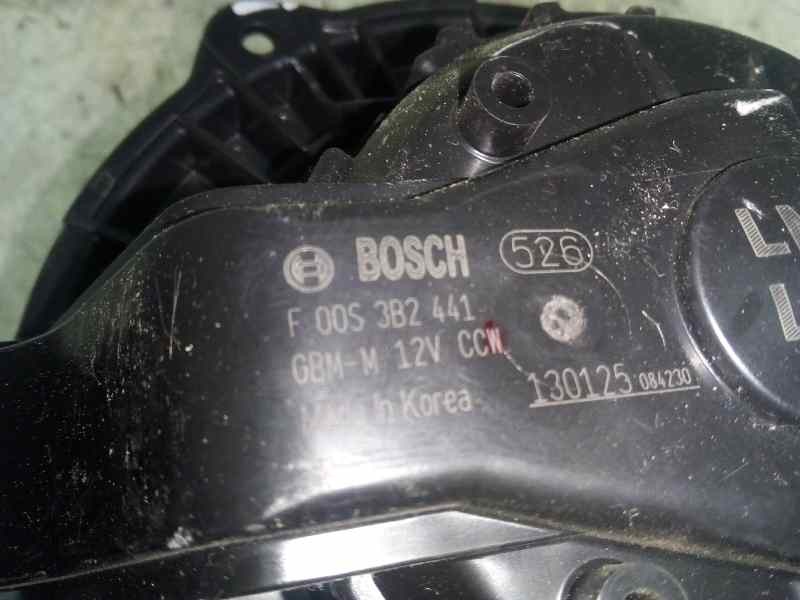 BOSCH 526
F 00S 3B2 441
GBM-M 12V CCW
130125 084230
Made In Korea